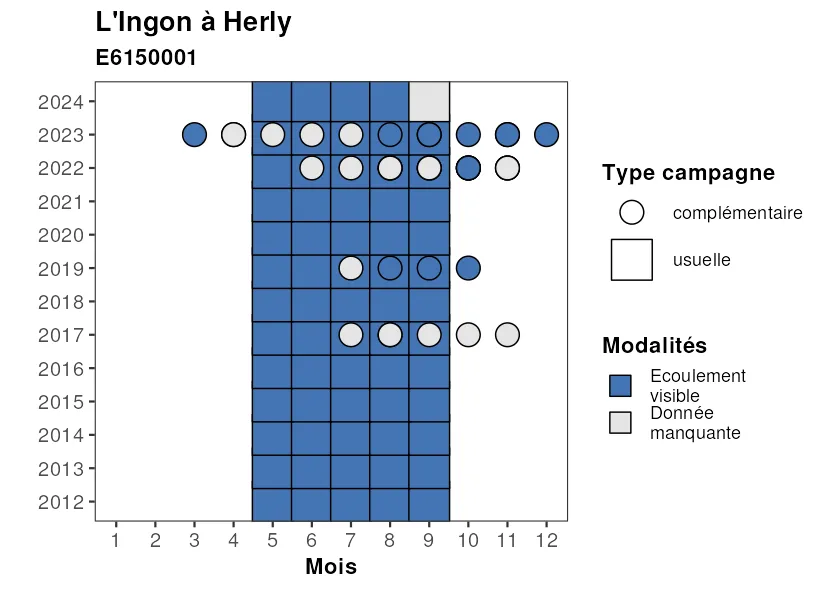 L'Ingon à Herly
E6150001
2024
2023
2022
2021
2020
2019
2018
2017
2016
2015
2014
2013
2012
1 2 3 4 5 6 7 8 9 10 11 12
Mois
Type campagne
complémentaire
usuelle
Modalités
Ecoulement
visible
Donnée
manquante